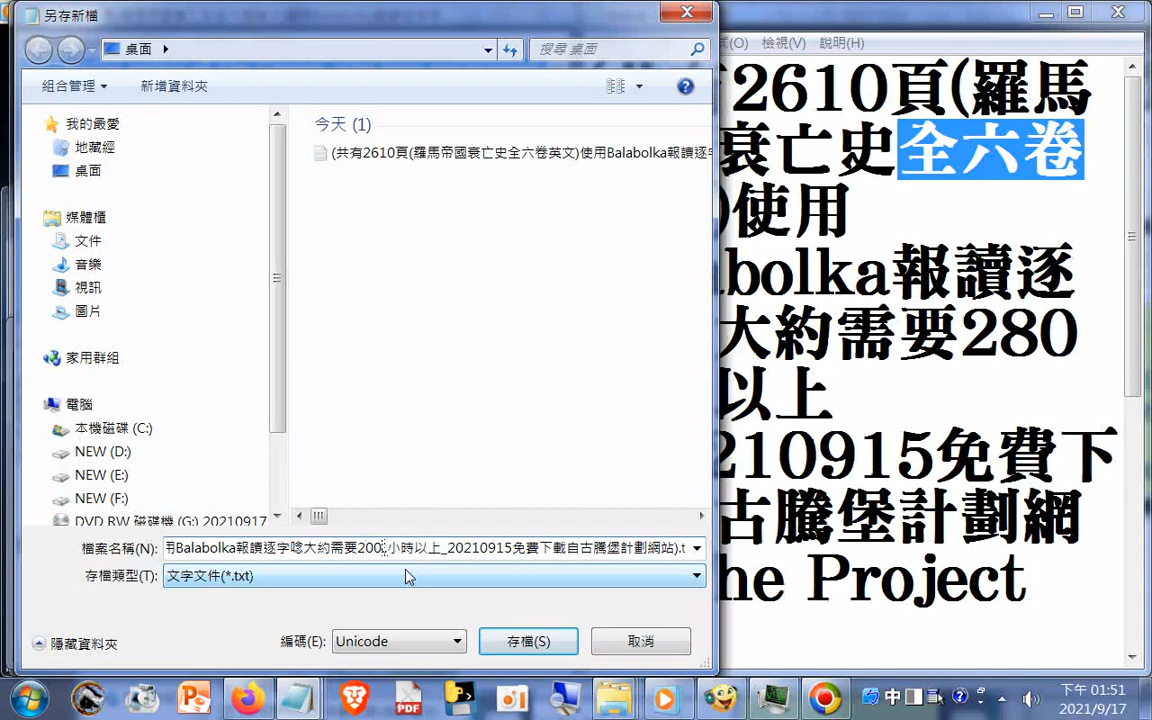 另存新檔
桌面
搜尋 桌面
組合管理
新增資料夾
我的最愛
地藏經
桌面
媒體櫃
文件
音樂
視訊
圖片
家用群組
電腦
本機磁碟 (C:)
NEW (D:)
NEW (E:)
NEW (F:)
DVD RW 磁碟機 (G:) 20210917
今天 (1)
(共有2610頁(羅馬帝國衰亡史全六卷英文)使用Balabolka報讀逐
檔案名稱(N):
用Balabolka報讀逐字唸大約需要200小時以上_20210915免費下載自古騰堡計劃網站).t
存檔類型(T):
文字文件(*.txt)
隱藏資料夾
編碼(E):
Unicode
存檔(S)
取消
(O) 檢視(V) 說明(H)
2610頁(羅馬
衰亡史全六卷
)使用
bolka報讀逐
大約需要280
以上
210915免費下
古騰堡計劃網
he Project
PDF
中
下午 01:51
2021/9/17